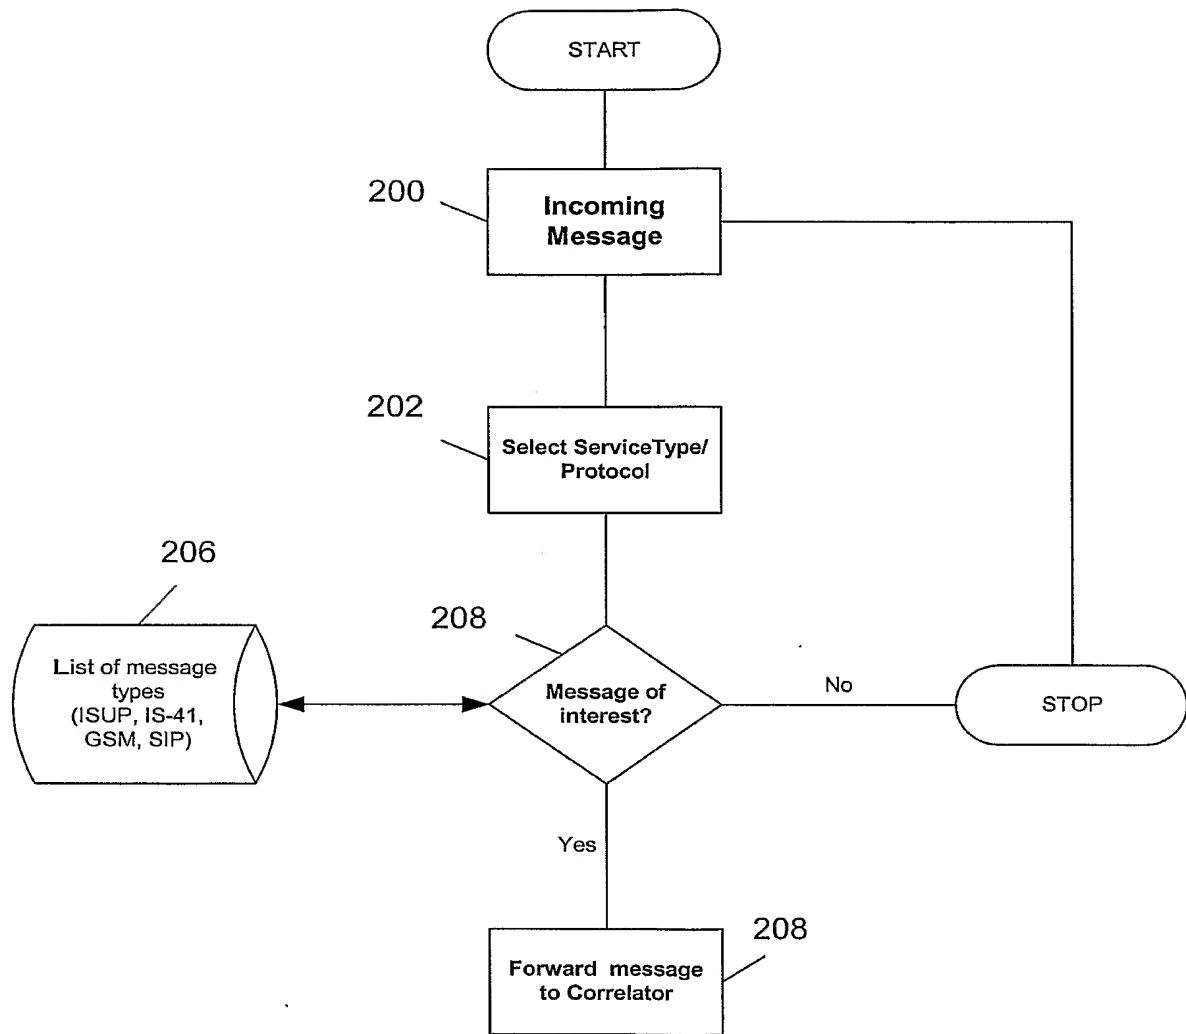 START
200
Incoming
Message
202
Select ServiceType/
Protocol
206
208
List of message
types
(ISUP, IS-41,
GSM, SIP)
Message of
interest?
No
STOP
Yes
208
Forward message
to Correlator